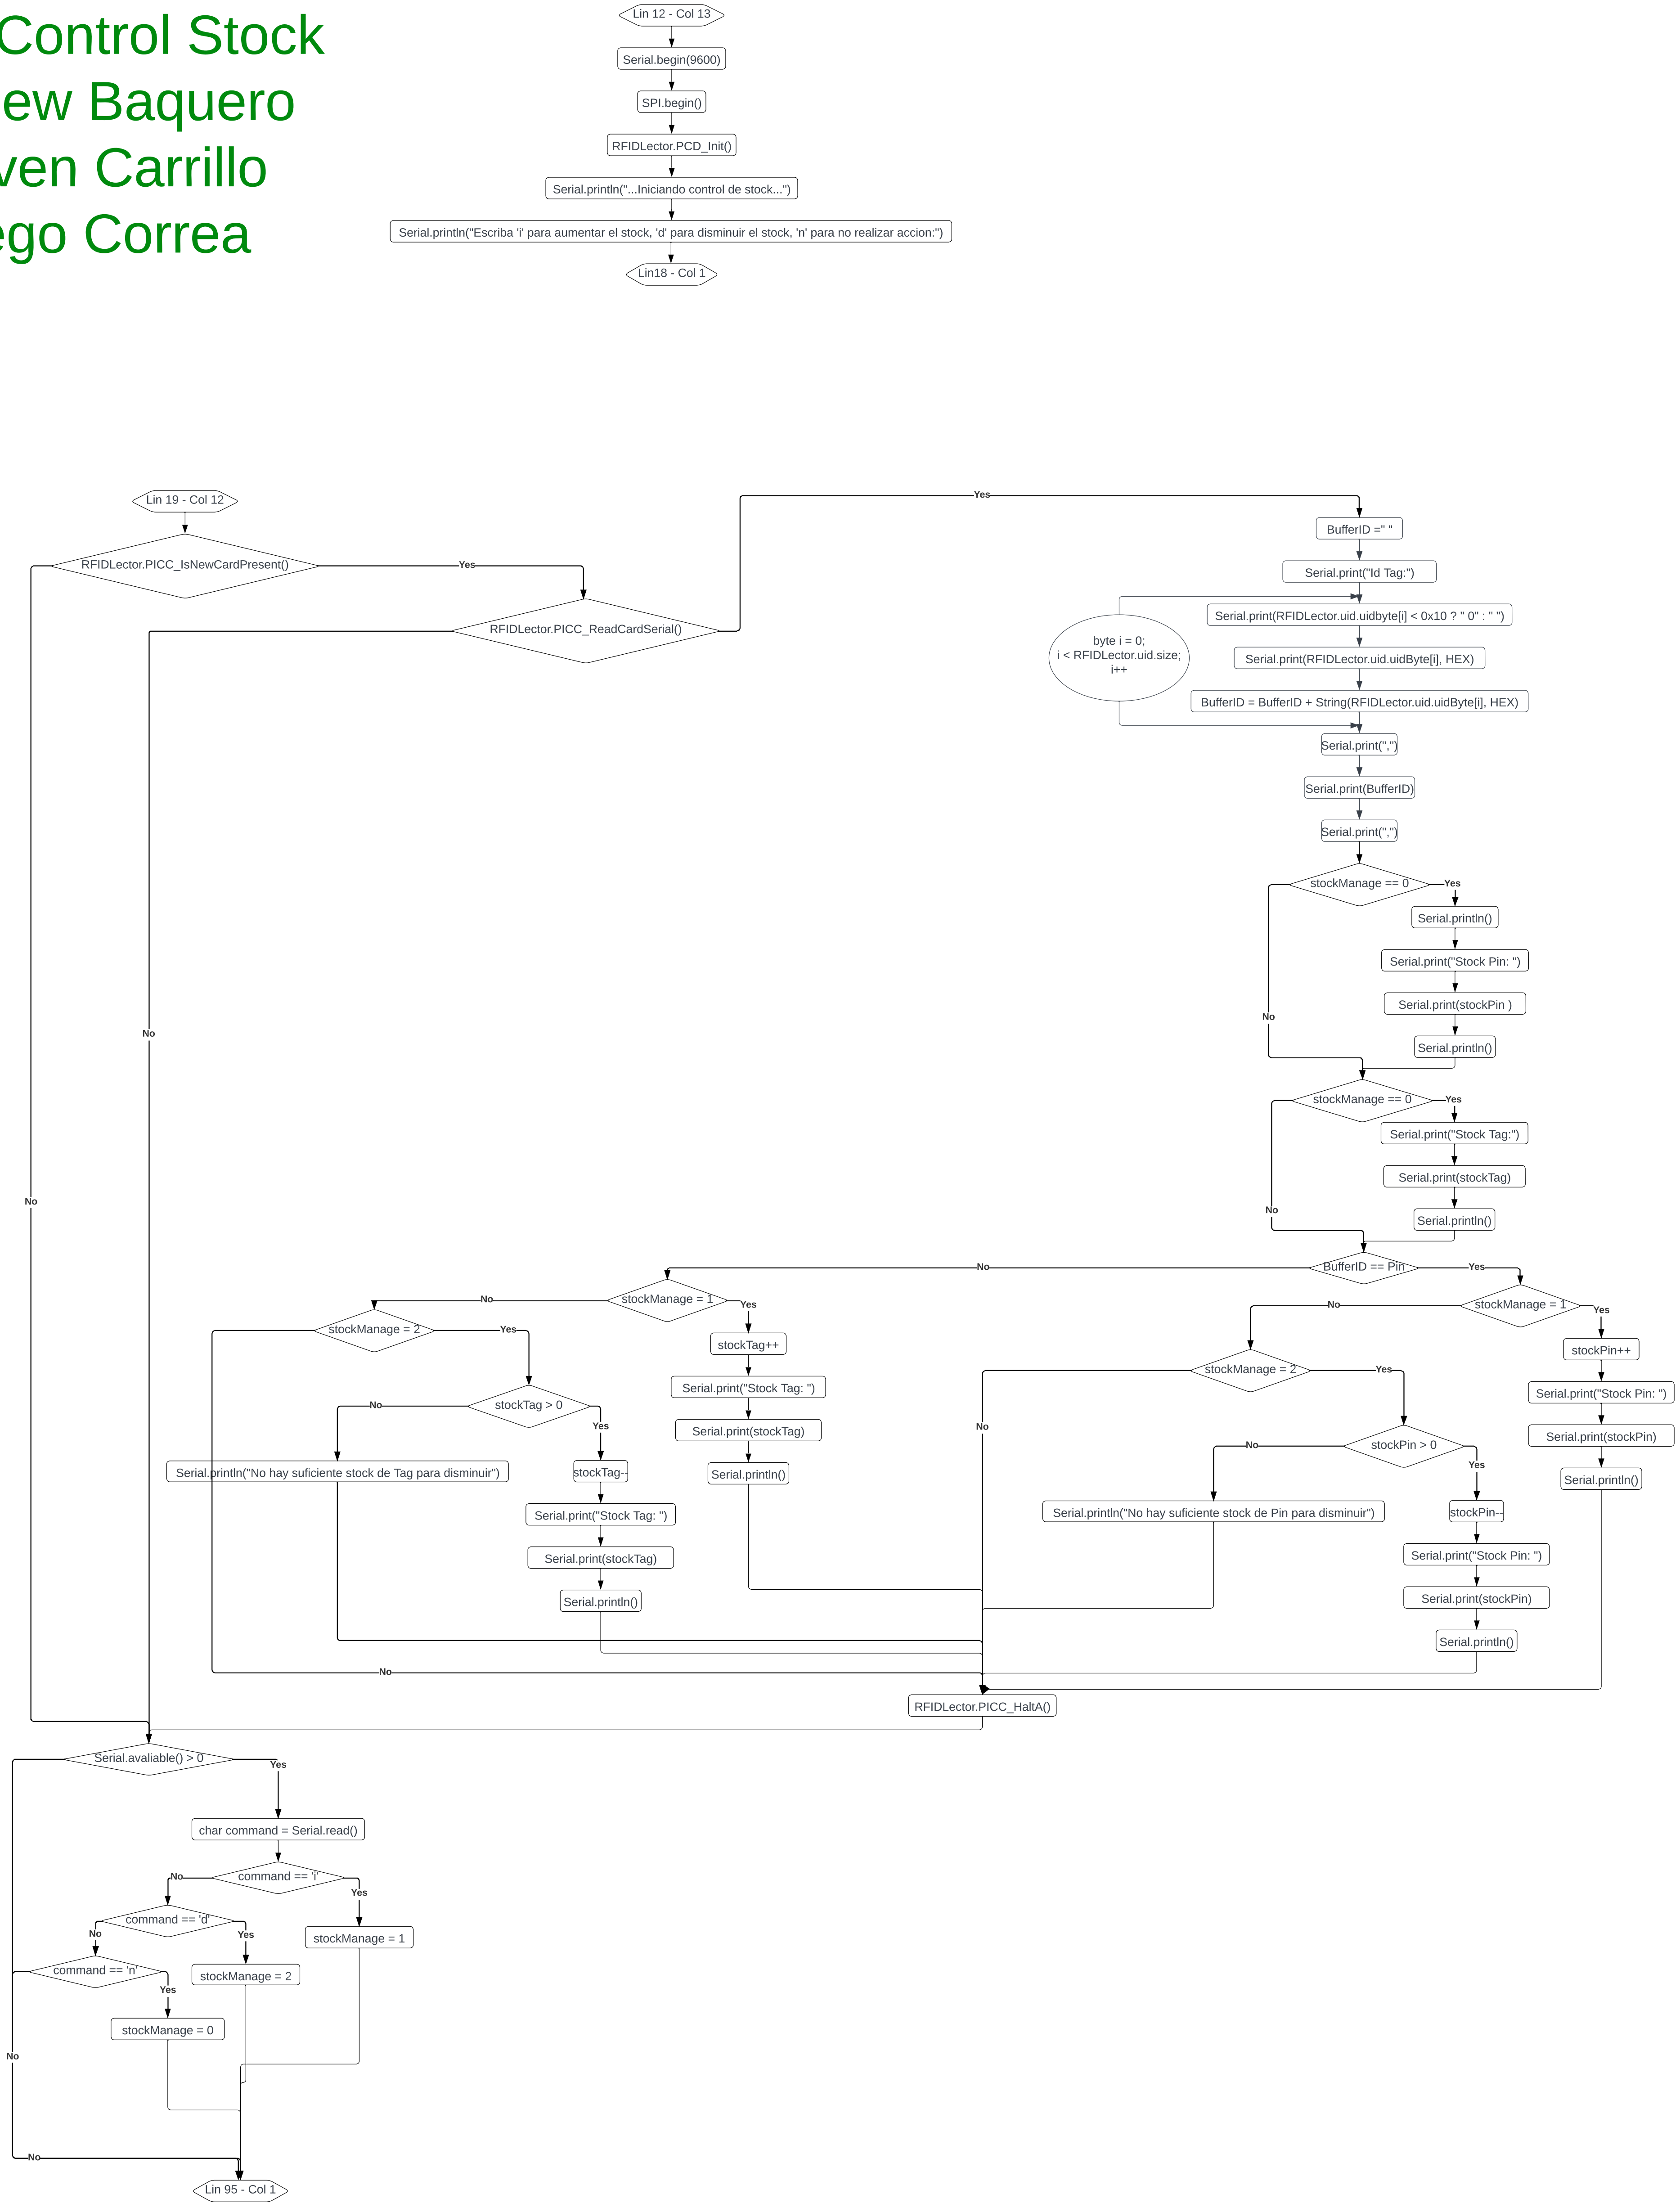 Control Stock
ew Baquero
ven Carrillo
ego Correa
Lin 12 - Col 13
Serial.begin(9600)
SPI.begin()
RFIDLector.PCD_Init()
Serial.println("...Iniciando control de stock...")
Serial.println("Escriba 'i' para aumentar el stock, 'd' para disminuir el stock, 'n' para no realizar accion:")
Lin18 - Col 1
Lin 19 - Col 12
RFIDLector.PICC_IsNewCardPresent()
Yes
No
RFIDLector.PICC_ReadCardSerial()
Yes
No
BufferID =" "
Serial.print("Id Tag:")
byte i = 0;
i < RFIDLector.uid.size;
i++
Serial.print(RFIDLector.uid.uidbyte[i] < 0x10 ? " 0" : " ")
Serial.print(RFIDLector.uid.uidByte[i], HEX)
BufferID = BufferID + String(RFIDLector.uid.uidByte[i], HEX)
Serial.print(",")
Serial.print(BufferID)
Serial.print(",")
stockManage == 0
Yes
No
Serial.println()
Serial.print("Stock Pin: ")
Serial.print(stockPin )
Serial.println()
stockManage == 0
Yes
No
Serial.print("Stock Tag:")
Serial.print(stockTag)
Serial.println()
BufferID == Pin
No
Yes
stockManage = 1
No
Yes
stockManage = 2
Yes
No
stockTag > 0
No
Yes
Serial.println("No hay suficiente stock de Tag para disminuir")
stockTag--
Serial.print("Stock Tag: ")
Serial.print(stockTag)
Serial.println()
stockTag++
Serial.print("Stock Tag: ")
Serial.print(stockTag)
Serial.println()
stockManage = 1
No
Yes
stockManage = 2
Yes
No
stockPin > 0
No
Yes
Serial.println("No hay suficiente stock de Pin para disminuir")
stockPin--
Serial.print("Stock Pin: ")
Serial.print(stockPin)
Serial.println()
stockPin++
Serial.print("Stock Pin: ")
Serial.print(stockPin)
Serial.println()
RFIDLector.PICC_HaltA()
Serial.avaliable() > 0
Yes
No
char command = Serial.read()
command == 'i'
No
Yes
command == 'd'
No
Yes
stockManage = 1
command == 'n'
Yes
No
stockManage = 2
stockManage = 0
Lin 95 - Col 1